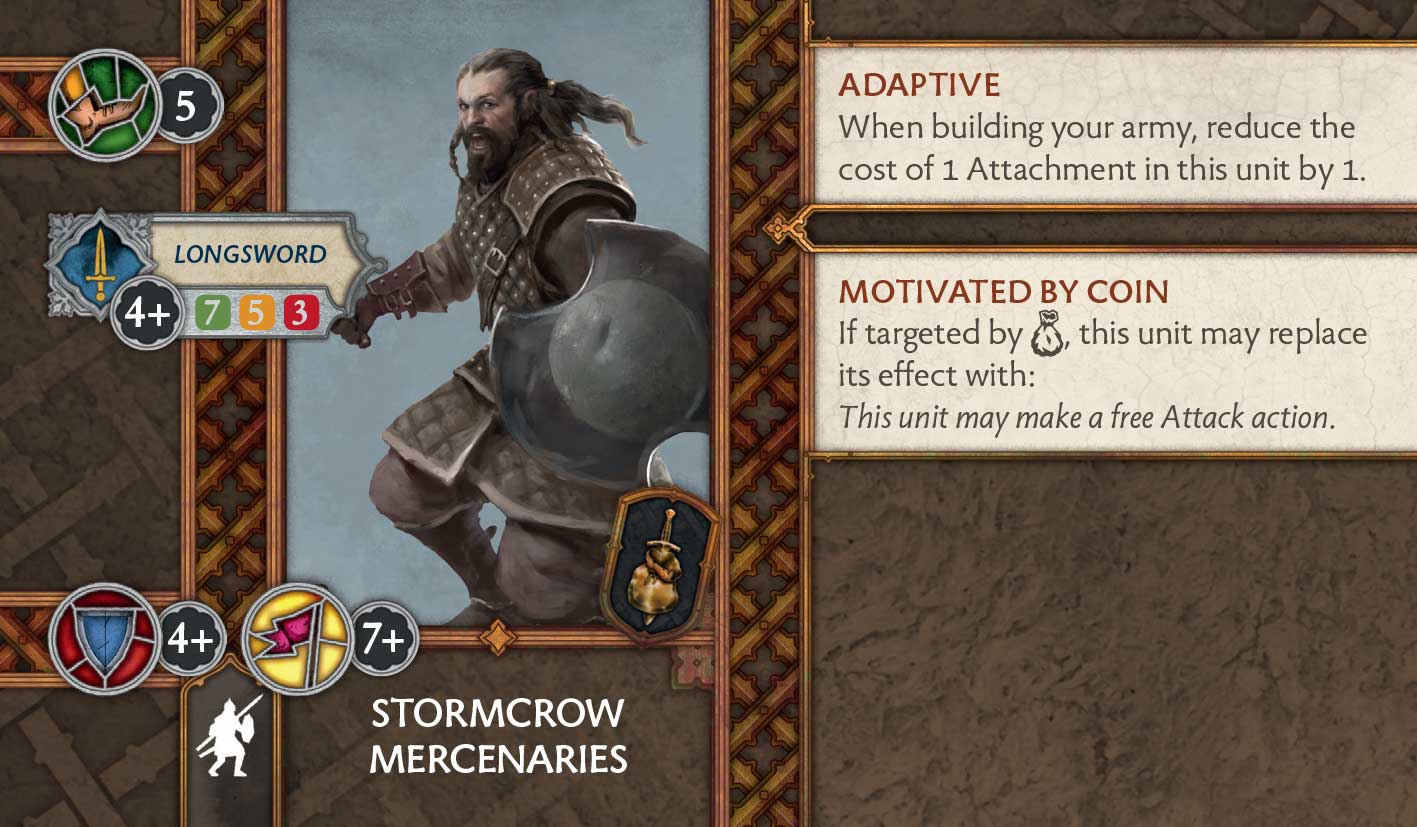 5
LONGSWORD
4+ 7 5 3
4+ 7+
STORMCROW
MERCENARIES
ADAPTIVE
When building your army, reduce the
cost of 1 Attachment in this unit by 1.
MOTIVATED BY COIN
If targeted by , this unit may replace
its effect with:
This unit may make a free Attack action.